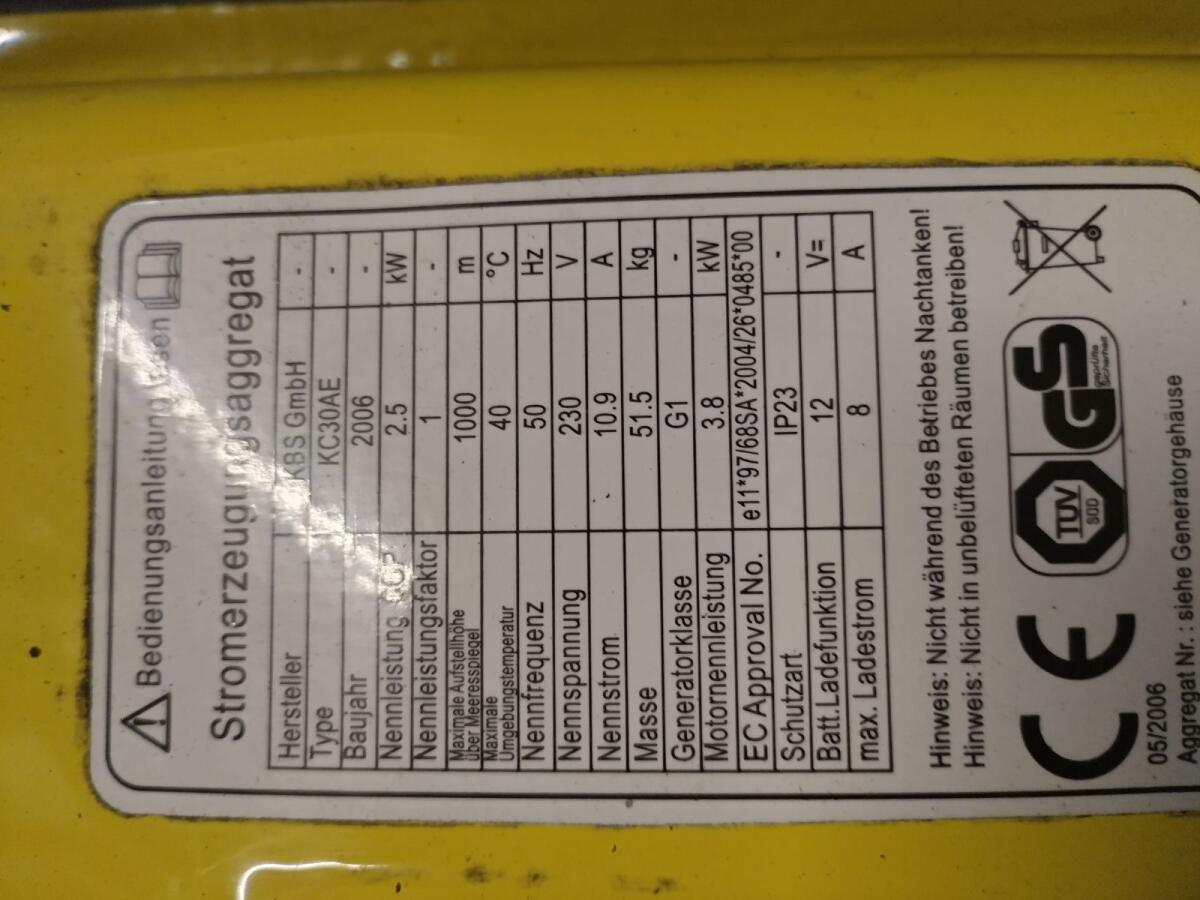 Bedienungsanleitung lesen
Stromerzeugungsaggregat
Hersteller KBS GmbH -
Type KC30AE -
Baujahr 2006 -
Nennleistung 2.5 kW
Nennleistungsfaktor 1 -
Maximale Aufstellhöhe
über Meeresspiegel 1000 m
Maximale
Umgebungstemperatur 40 °C
Nennfrequenz 50 Hz
Nennspannung 230 V
Nennstrom 10.9 A
Masse 51.5 kg
Generatorklasse G1 -
Motornennleistung 3.8 kW
EC Approval No. e11*97/68SA*2004/26*0485*00
Schutzart IP23 -
Batt.Ladefunktion 12 V=
max. Ladestrom 8 A
Hinweis: Nicht während des Betriebes Nachtanken!
Hinweis: Nicht in unbelüfteten Räumen betreiben!
CE TÜV SÜD GS geprüfte Sicherheit
05/2006
Aggregat Nr.: siehe Generatorgehäuse